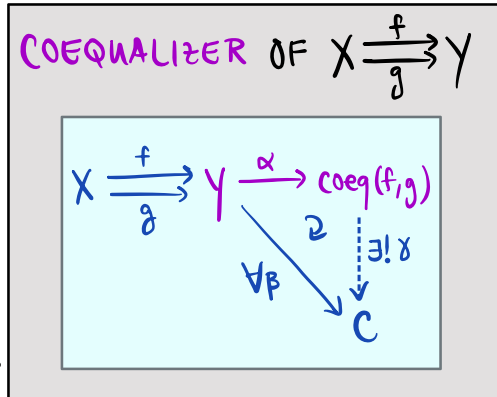 COEQUALIZER OF X f g Y
X f g Y α coeq(f,g)
∀β ∃! γ
C